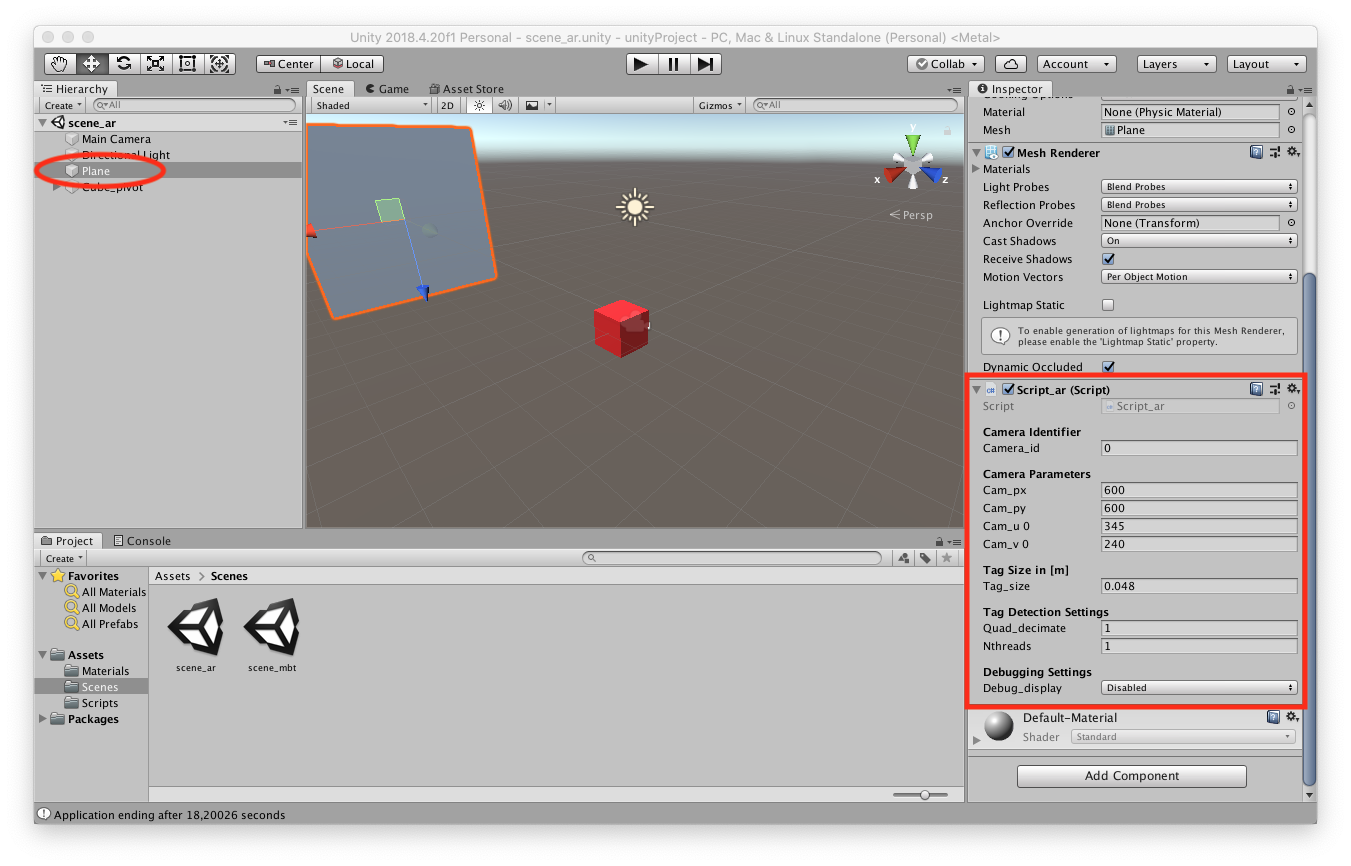 Unity 2018.4.20f1 Personal - scene_ar.unity - unityProject - PC, Mac & Linux Standalone (Personal) <Metal>
Center Local Collab Account Layers Layout
Hierarchy
Create All
scene_ar
Main Camera
Directional Light
Plane
Cube_pivot
Scene Game Asset Store
Shaded 2D Gizmos All
y
x z
Persp
Inspector
Material None (Physic Material)
Mesh Plane
Mesh Renderer
Materials
Light Probes Blend Probes
Reflection Probes Blend Probes
Anchor Override None (Transform)
Cast Shadows On
Receive Shadows
Motion Vectors Per Object Motion
Lightmap Static
To enable generation of lightmaps for this Mesh Renderer,
please enable the 'Lightmap Static' property.
Dynamic Occluded
Script_ar (Script)
Script Script_ar
Camera Identifier
Camera_id 0
Camera Parameters
Cam_px 600
Cam_py 600
Cam_u 0 345
Cam_v 0 240
Tag Size in [m]
Tag_size 0.048
Tag Detection Settings
Quad_decimate 1
Nthreads 1
Debugging Settings
Debug_display Disabled
Default-Material
Shader Standard
Add Component
Project Console
Create
Favorites
All Materials
All Models
All Prefabs
Assets
Materials
Scenes
Scripts
Packages
Assets > Scenes
scene_ar scene_mbt
Application ending after 18,20026 seconds